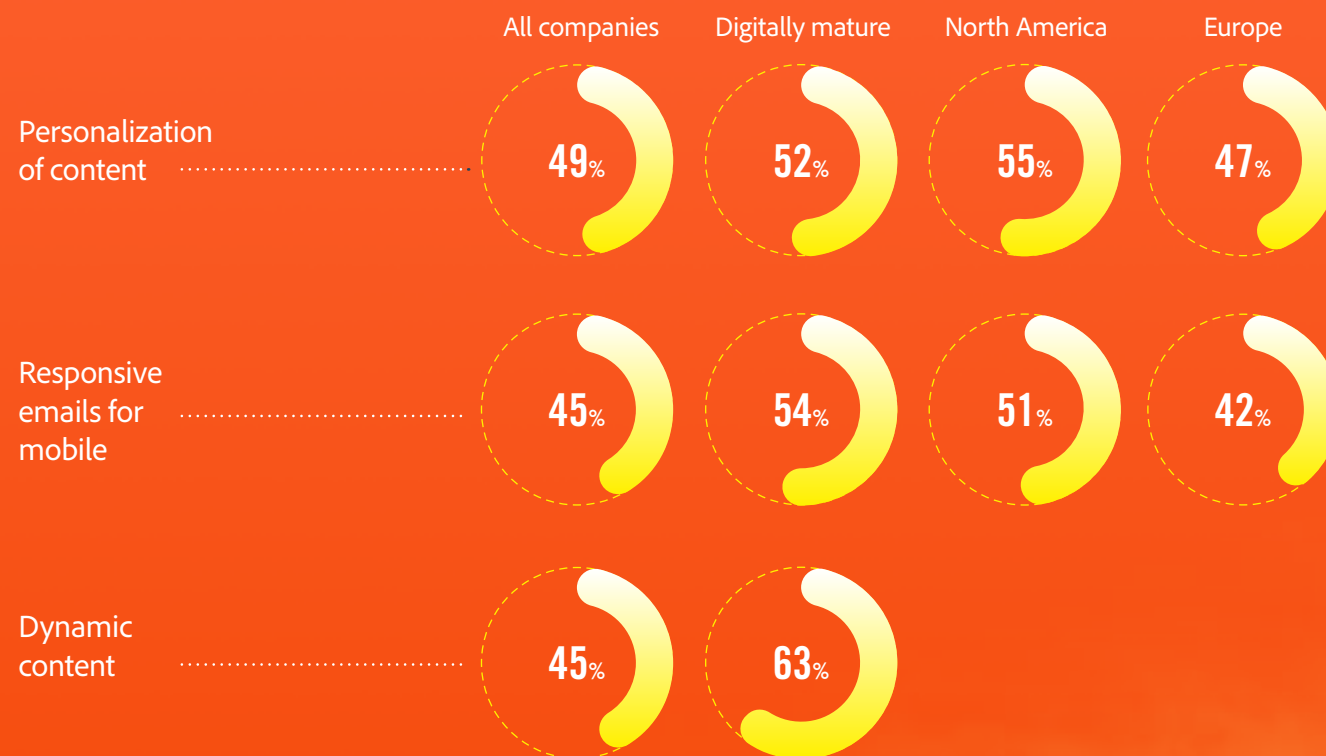 All companies Digitally mature North America Europe
Personalization
of content
49% 52% 55% 47%
Responsive
emails for
mobile
45% 54% 51% 42%
Dynamic
content
45% 63%